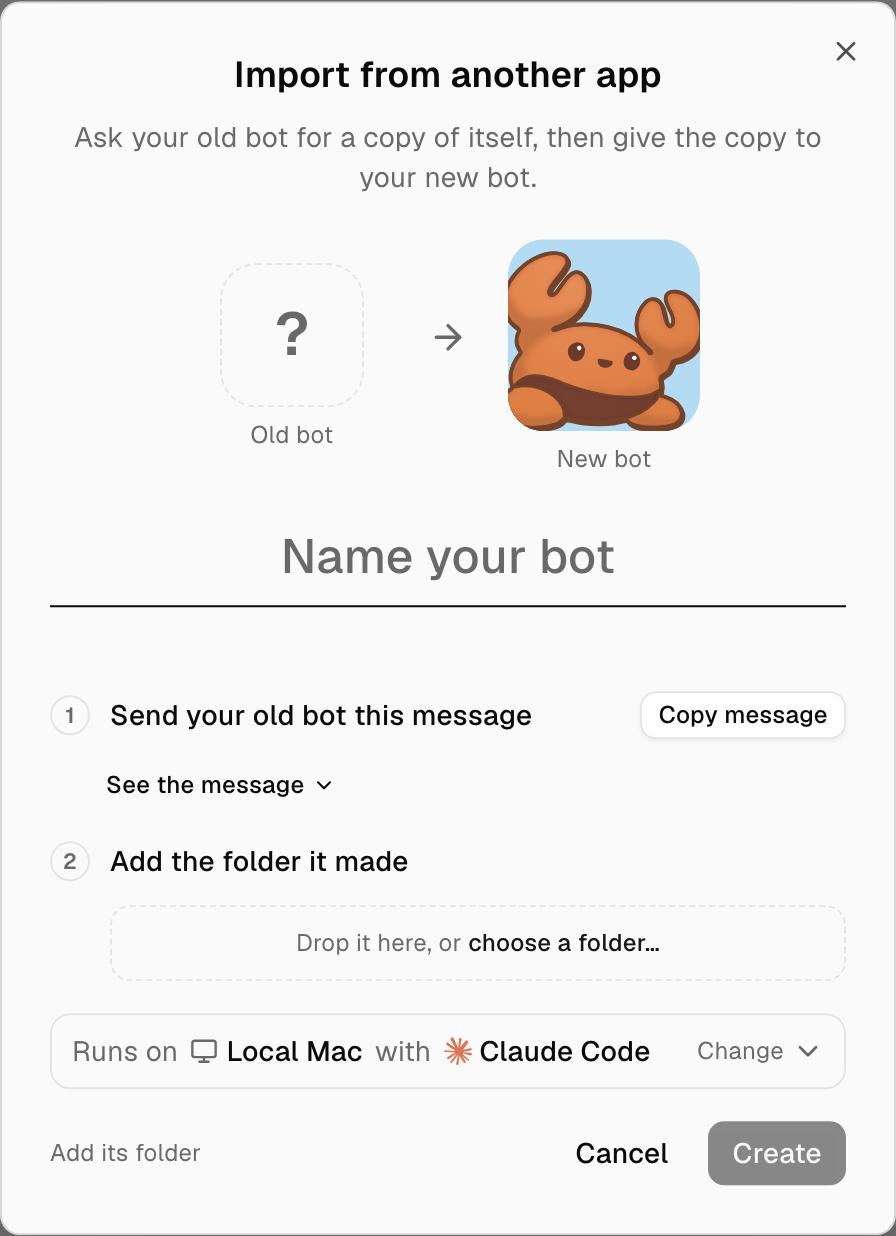 Import from another app
Ask your old bot for a copy of itself, then give the copy to
your new bot.
?
Old bot
New bot
Name your bot
1 Send your old bot this message Copy message
See the message
2 Add the folder it made
Drop it here, or choose a folder...
Runs on Local Mac with Claude Code Change
Add its folder Cancel Create